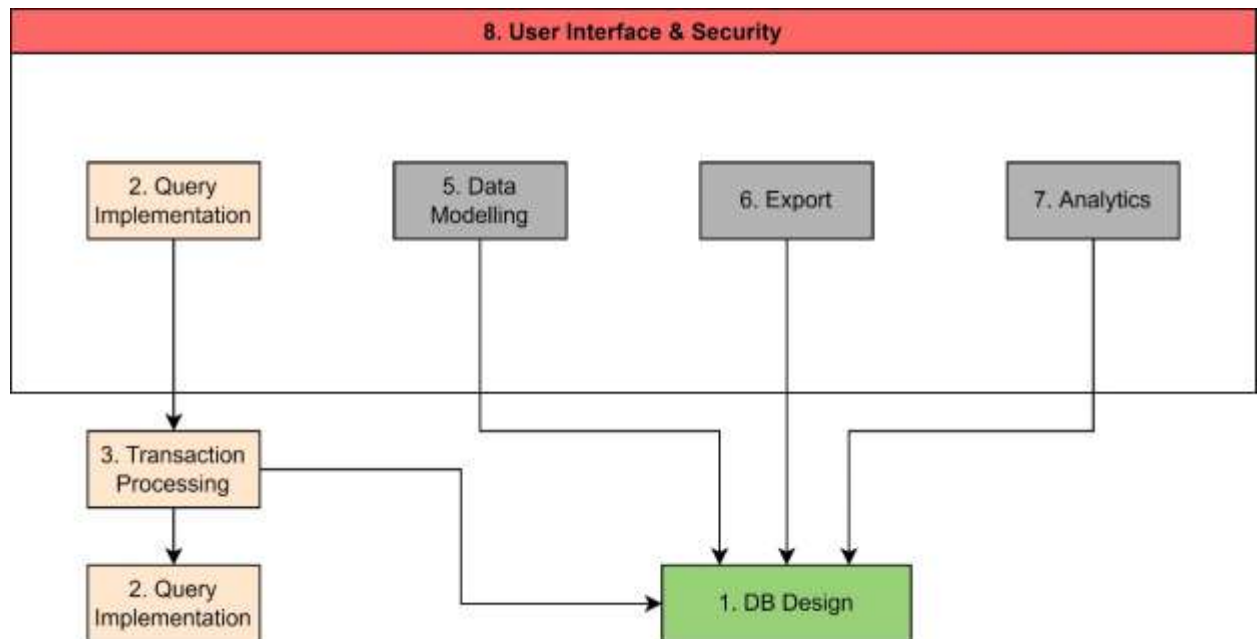 8. User Interface & Security
2. Query
Implementation
5. Data
Modelling
6. Export
7. Analytics
3. Transaction
Processing
2. Query
Implementation
1. DB Design